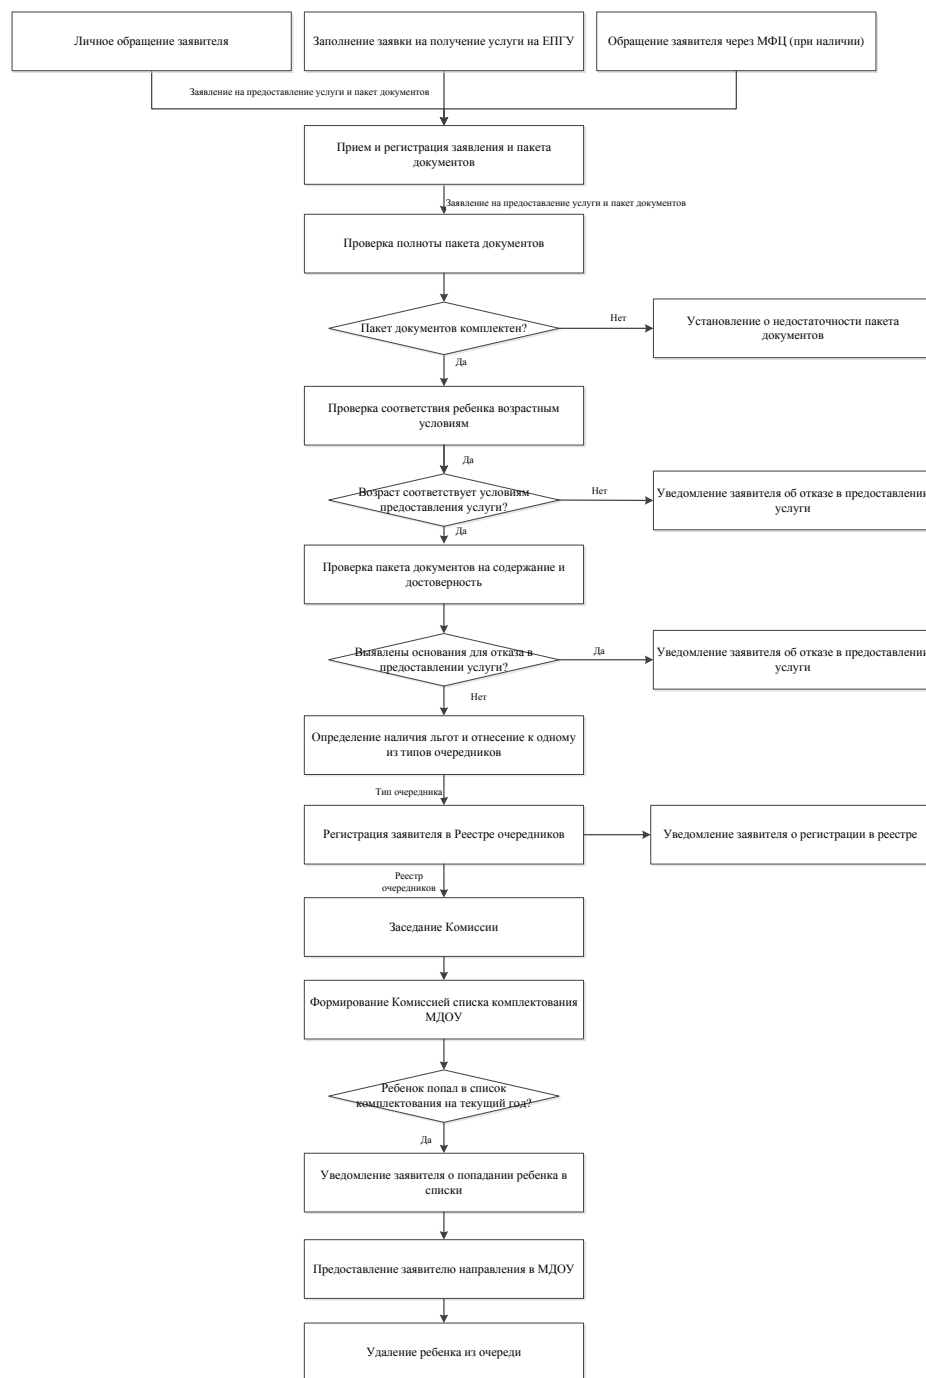 Личное обращение заявителя
Заполнение заявки на получение услуги на ЕПГУ
Обращение заявителя через МФЦ (при наличии)
Заявление на предоставление услуги и пакет документов
Прием и регистрация заявления и пакета
документов
Заявление на предоставление услуги и пакет документов
Проверка полноты пакета документов
Пакет документов комплектен?
Нет
Установление о недостаточности пакета
документов
Да
Проверка соответствия ребенка возрастным
условиям
Да
Возраст соответствует условиям
предоставления услуги?
Нет
Уведомление заявителя об отказе в предоставлении
услуги
Да
Проверка пакета документов на содержание и
достоверность
Выявлены основания для отказа в
предоставлении услуги?
Да
Уведомление заявителя об отказе в предоставлении
услуги
Нет
Определение наличия льгот и отнесение к одному
из типов очередников
Тип очередника
Регистрация заявителя в Реестре очередников
Уведомление заявителя о регистрации в реестре
Реестр
очередников
Заседание Комиссии
Формирование Комиссией списка комплектования
МДОУ
Ребенок попал в список
комплектования на текущий год?
Да
Уведомление заявителя о попадании ребенка в
списки
Предоставление заявителю направления в МДОУ
Удаление ребенка из очереди